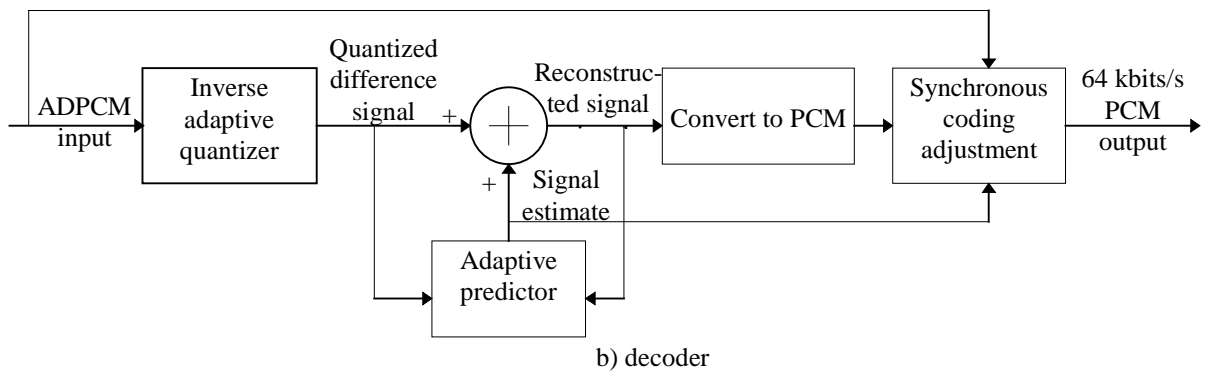 ADPCM
input
Inverse
adaptive
quantizer
Quantized
difference
signal
+
+
Signal
estimate
Adaptive
predictor
Reconstruc-
ted signal
Convert to PCM
Synchronous
coding
adjustment
64 kbits/s
PCM
output
b) decoder